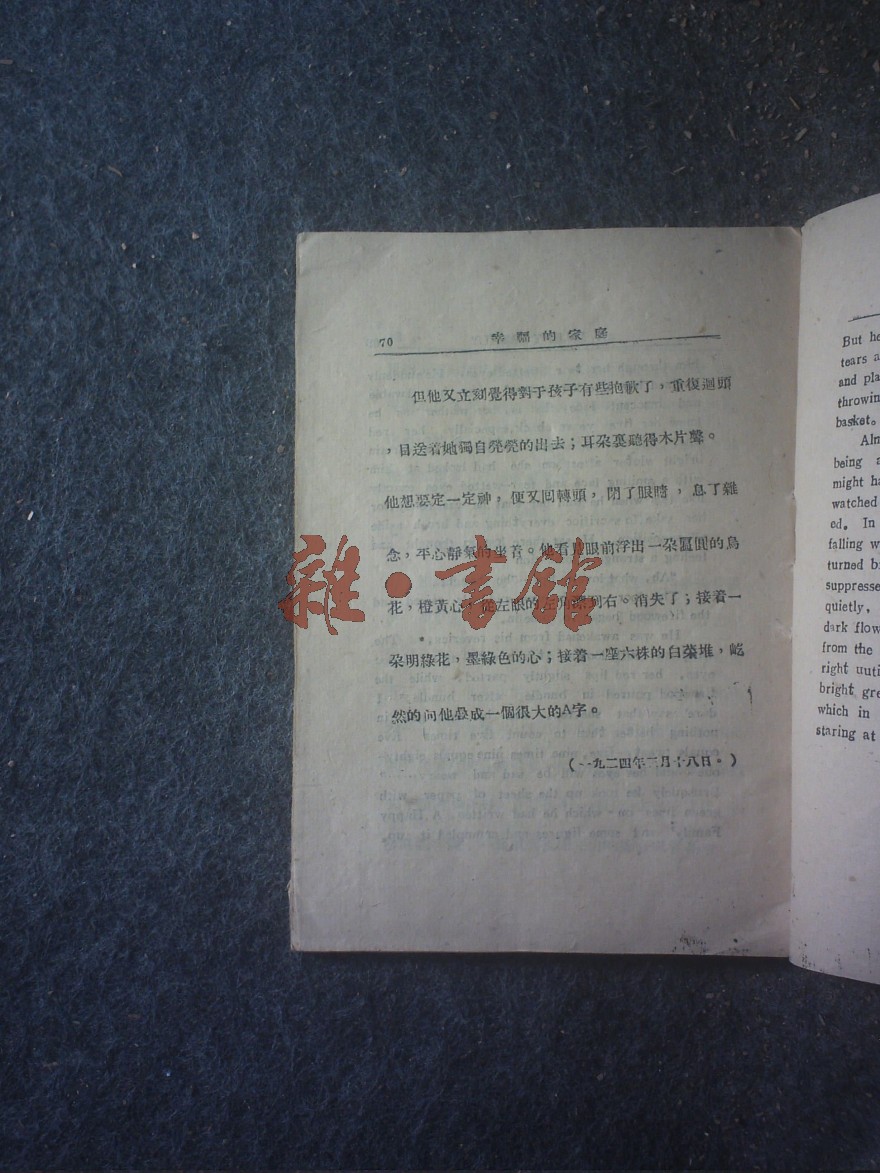 70 幸福的家庭
但他又立刻覺得對于孩子有些抱歉了，重復迴頭
，目送着她獨自煢煢的出去；耳朶裏聽得木片聲。
他想要定一定神，便又回轉頭，閉了眼睛，息了雜
念，平心靜氣的坐着。他看見眼前浮出一朶匾圓的烏
花，橙黃心，從左眼的左角漂到右。消失了；接着一
朶明綠花，墨綠色的心；接着一座六株的白菜堆，屹
然的向他叠成一個很大的A字。
（一九二四年二月十八日。）
雜·書館
But he
tears a
and pla
throwin
basket。
Alm
being a
might ha
watched
ed. In
falling w
turned b
suppresse
quietly,
dark flow
from the
right uuti
bright gre
which in
staring at